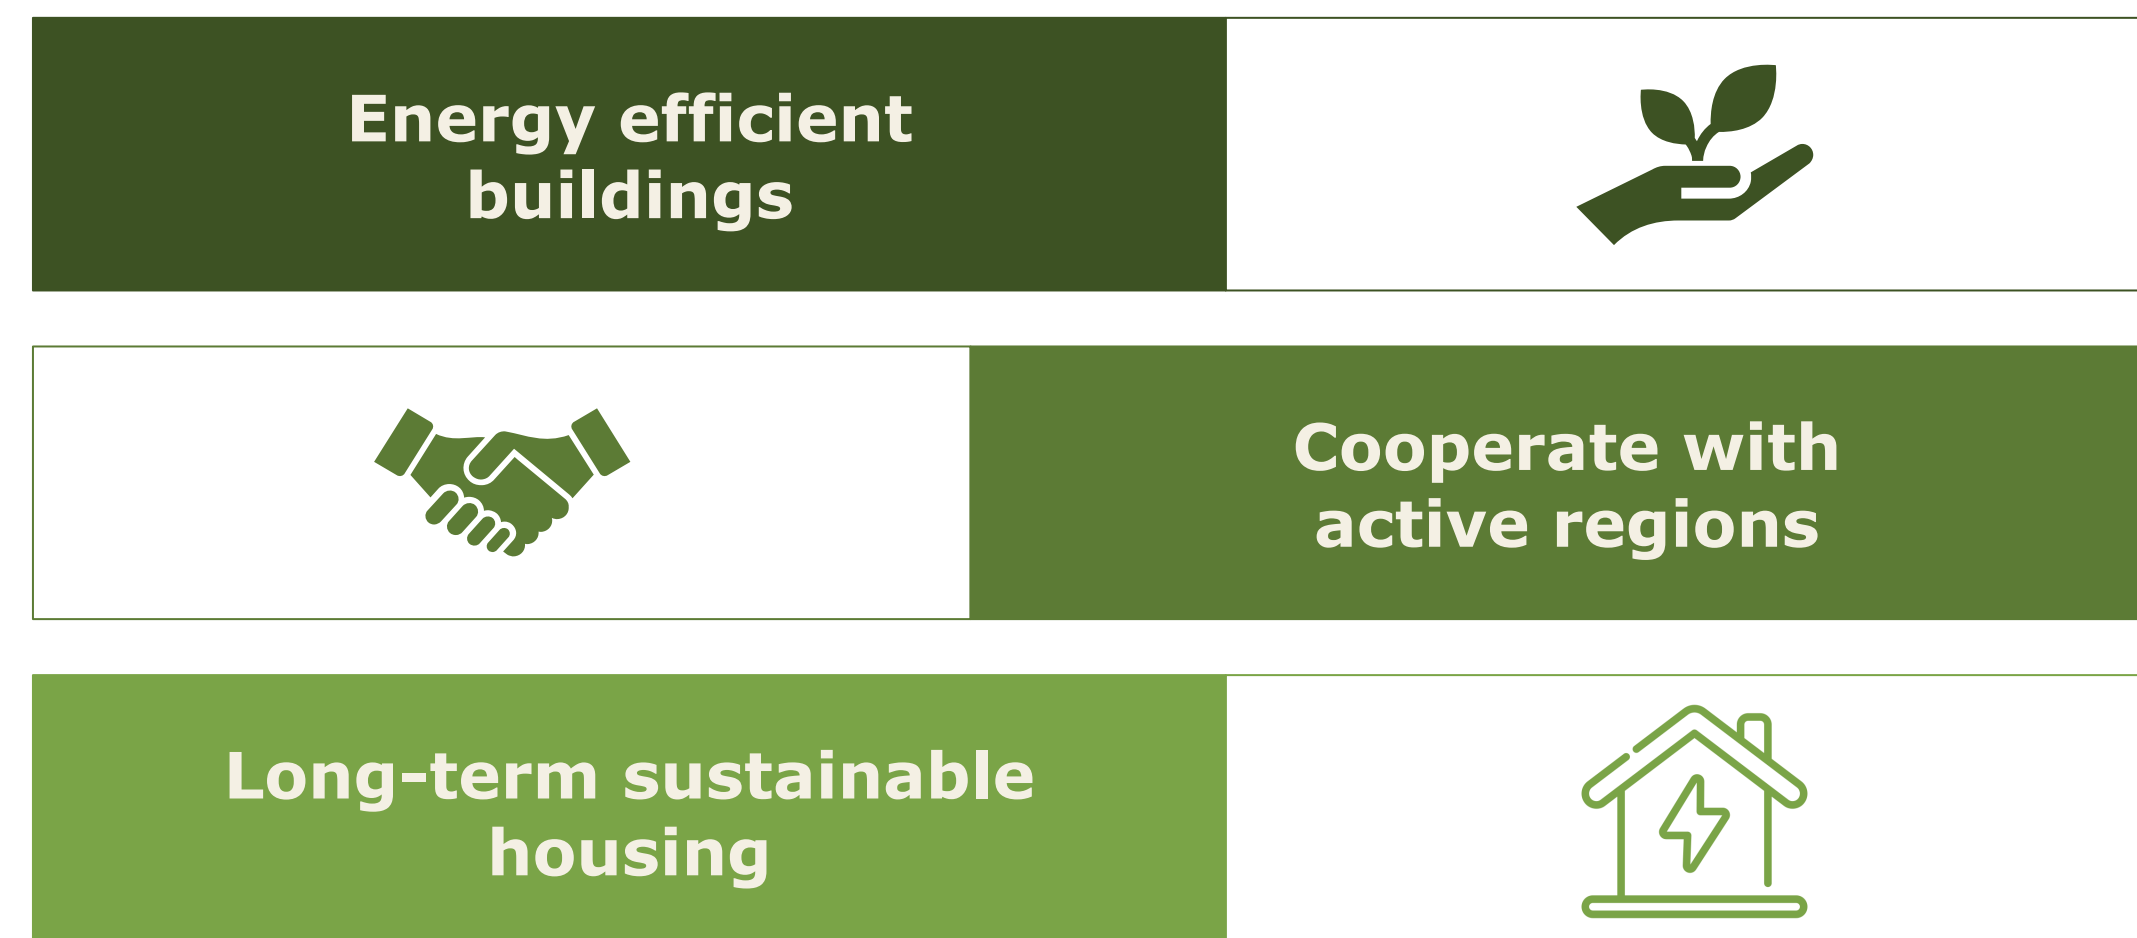 Energy efficient
buildings
Cooperate with
active regions
Long-term sustainable
housing